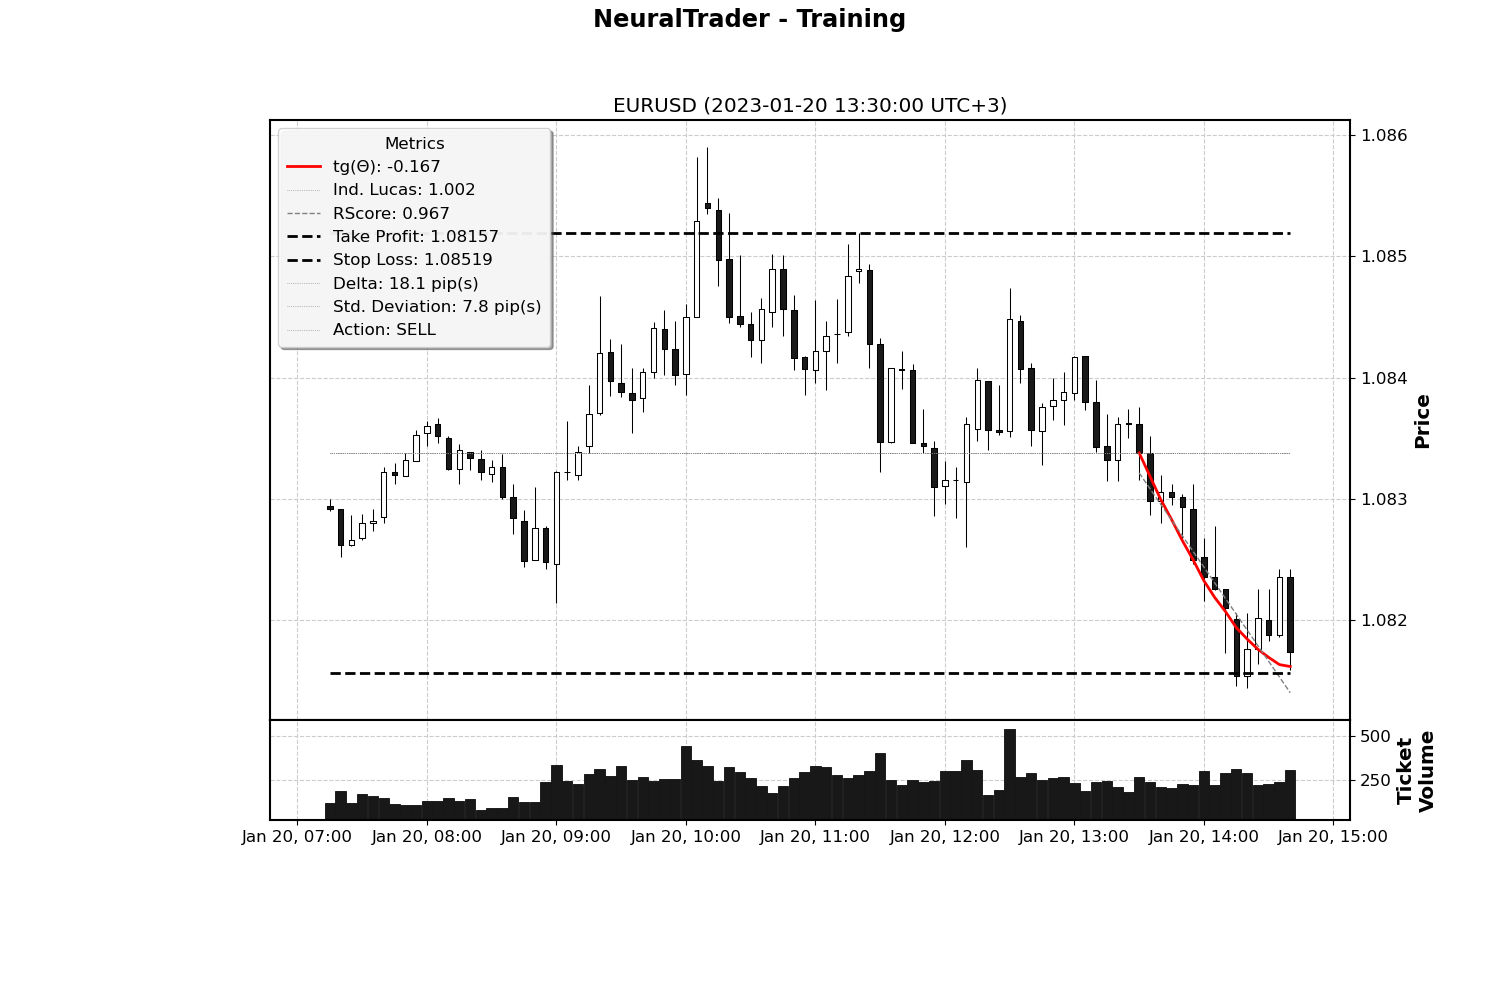 NeuralTrader - Training
EURUSD (2023-01-20 13:30:00 UTC+3)
Metrics
tg(Θ): -0.167
Ind. Lucas: 1.002
RScore: 0.967
Take Profit: 1.08157
Stop Loss: 1.08519
Delta: 18.1 pip(s)
Std. Deviation: 7.8 pip(s)
Action: SELL
1.086
1.085
1.084
1.083
1.082
Price
500
250
Ticket
Volume
Jan 20, 07:00
Jan 20, 08:00
Jan 20, 09:00
Jan 20, 10:00
Jan 20, 11:00
Jan 20, 12:00
Jan 20, 13:00
Jan 20, 14:00
Jan 20, 15:00